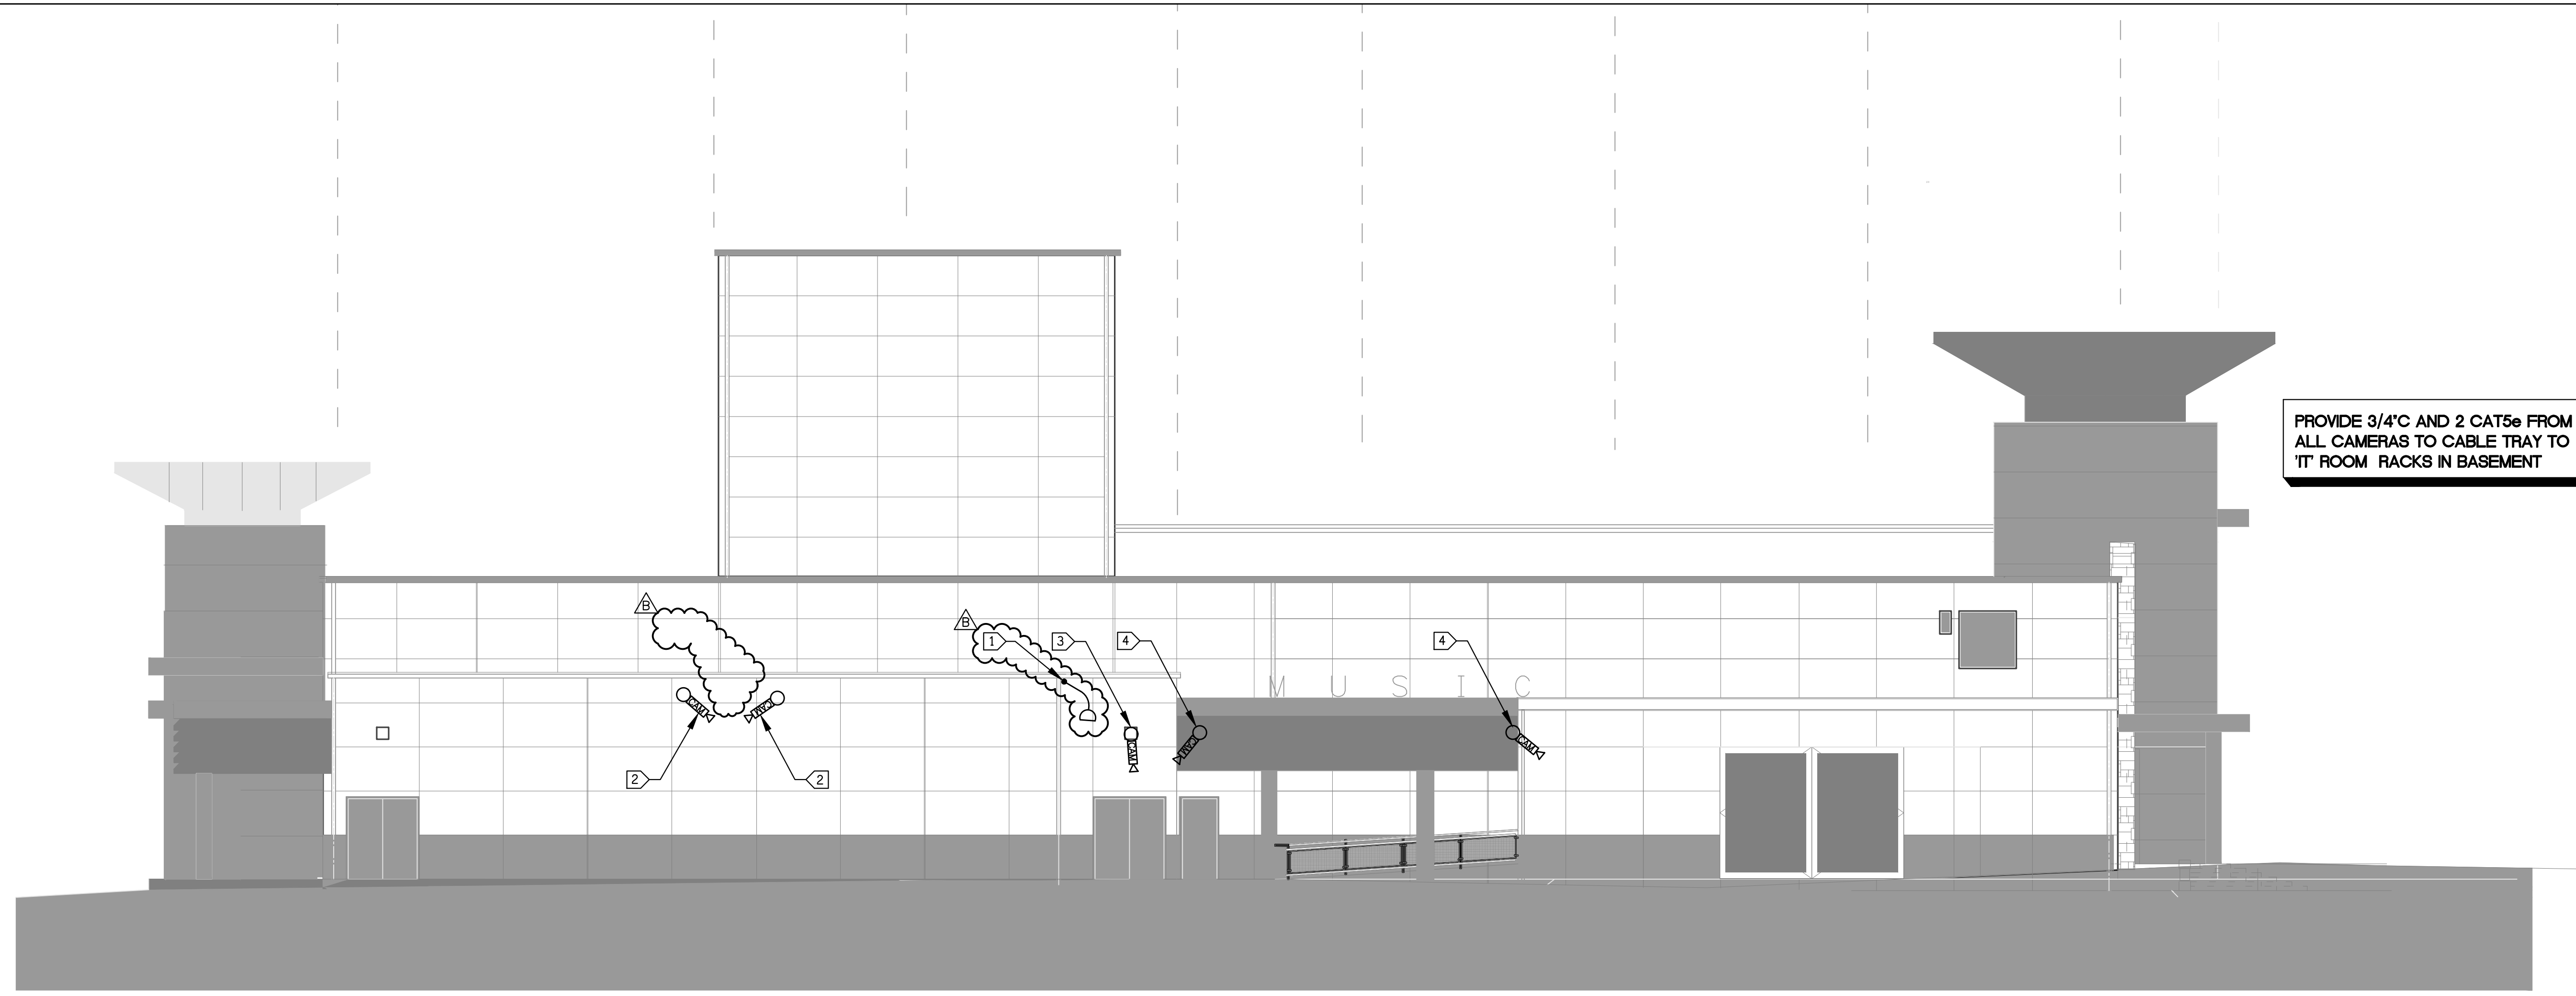 PROVIDE 3/4"C AND 2 CAT5e FROM
ALL CAMERAS TO CABLE TRAY TO
'IT' ROOM RACKS IN BASEMENT
B
B
1
3
4
4
MUSIC
CAM
CAM
CAM
CAM
CAM
2
2